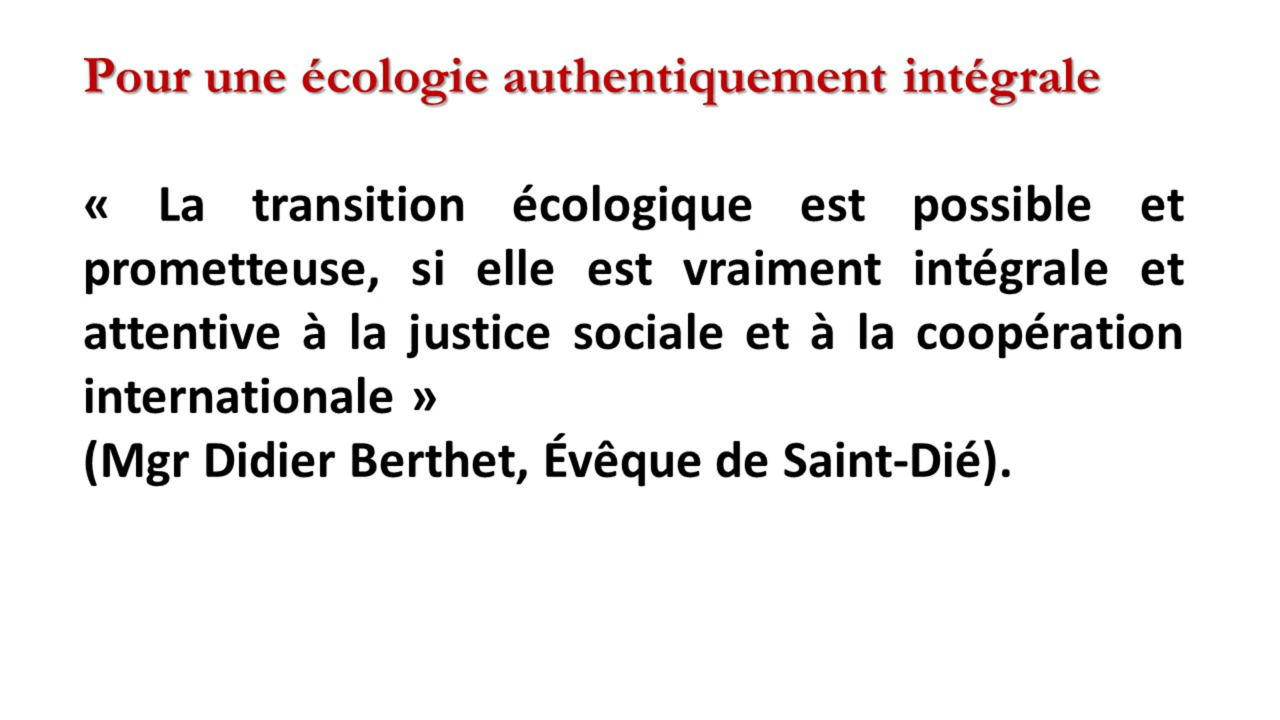 Pour une écologie authentiquement intégrale
« La transition écologique est possible et
prometteuse, si elle est vraiment intégrale et
attentive à la justice sociale et à la coopération
internationale »
(Mgr Didier Berthet, Évêque de Saint-Dié).